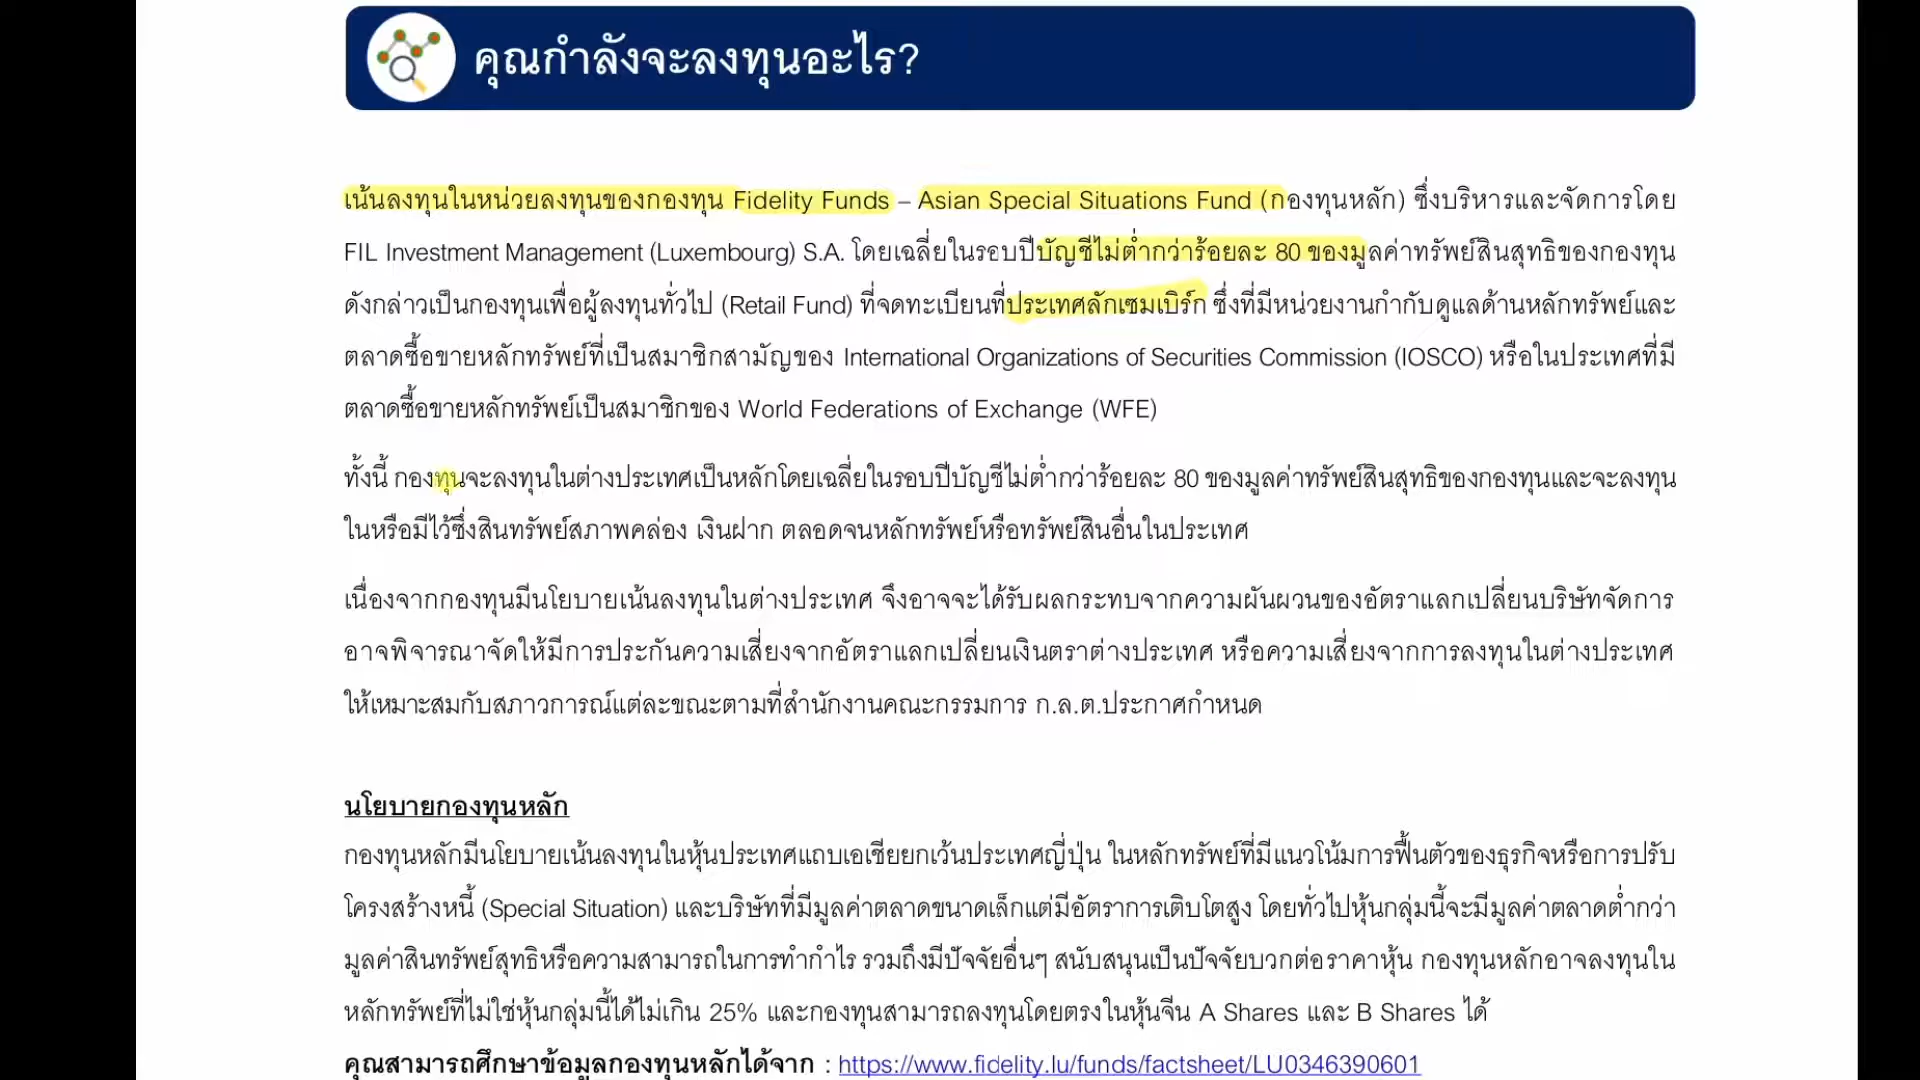 คุณกำลังจะลงทุนอะไร?
เน้นลงทุนในหน่วยลงทุนของกองทุน Fidelity Funds – Asian Special Situations Fund (กองทุนหลัก) ซึ่งบริหารและจัดการโดย
FIL Investment Management (Luxembourg) S.A. โดยเฉลี่ยในรอบปีบัญชีไม่ต่ำกว่าร้อยละ 80 ของมูลค่าทรัพย์สินสุทธิของกองทุน
ดังกล่าวเป็นกองทุนเพื่อผู้ลงทุนทั่วไป (Retail Fund) ที่จดทะเบียนที่ประเทศลักเซมเบิร์ก ซึ่งที่มีหน่วยงานกำกับดูแลด้านหลักทรัพย์และ
ตลาดซื้อขายหลักทรัพย์ที่เป็นสมาชิกสามัญของ International Organizations of Securities Commission (IOSCO) หรือในประเทศที่มี
ตลาดซื้อขายหลักทรัพย์เป็นสมาชิกของ World Federations of Exchange (WFE)
ทั้งนี้ กองทุนจะลงทุนในต่างประเทศเป็นหลักโดยเฉลี่ยในรอบปีบัญชีไม่ต่ำกว่าร้อยละ 80 ของมูลค่าทรัพย์สินสุทธิของกองทุนและจะลงทุน
ในหรือมีไว้ซึ่งสินทรัพย์สภาพคล่อง เงินฝาก ตลอดจนหลักทรัพย์หรือทรัพย์สินอื่นในประเทศ
เนื่องจากกองทุนมีนโยบายเน้นลงทุนในต่างประเทศ จึงอาจจะได้รับผลกระทบจากความผันผวนของอัตราแลกเปลี่ยนบริษัทจัดการ
อาจพิจารณาจัดให้มีการประกันความเสี่ยงจากอัตราแลกเปลี่ยนเงินตราต่างประเทศ หรือความเสี่ยงจากการลงทุนในต่างประเทศ
ให้เหมาะสมกับสภาวการณ์แต่ละขณะตามที่สำนักงานคณะกรรมการ ก.ล.ต.ประกาศกำหนด
นโยบายกองทุนหลัก
กองทุนหลักมีนโยบายเน้นลงทุนในหุ้นประเทศแถบเอเชียยกเว้นประเทศญี่ปุ่น ในหลักทรัพย์ที่มีแนวโน้มการฟื้นตัวของธุรกิจหรือการปรับ
โครงสร้างหนี้ (Special Situation) และบริษัทที่มีมูลค่าตลาดขนาดเล็กแต่มีอัตราการเติบโตสูง โดยทั่วไปหุ้นกลุ่มนี้จะมีมูลค่าตลาดต่ำกว่า
มูลค่าสินทรัพย์สุทธิหรือความสามารถในการทำกำไร รวมถึงมีปัจจัยอื่นๆ สนับสนุนเป็นปัจจัยบวกต่อราคาหุ้น กองทุนหลักอาจลงทุนใน
หลักทรัพย์ที่ไม่ใช่หุ้นกลุ่มนี้ได้ไม่เกิน 25% และกองทุนสามารถลงทุนโดยตรงในหุ้นจีน A Shares และ B Shares ได้
คุณสามารถศึกษาข้อมูลกองทุนหลักได้จาก : https://www.fidelity.lu/funds/factsheet/LU0346390601